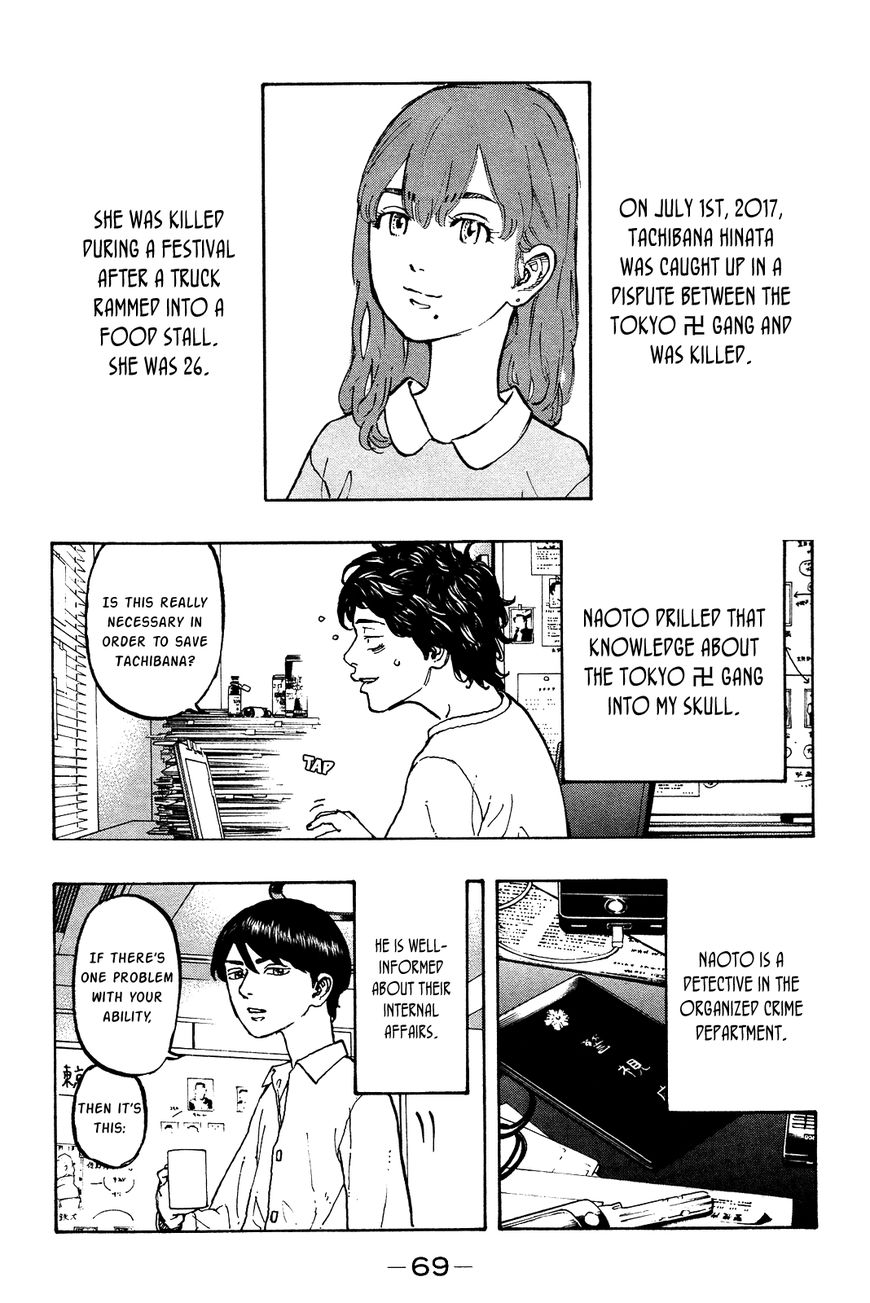 ON JULY 1ST, 2017,
TACHIBANA HINATA
WAS CAUGHT UP IN A
DISPUTE BETWEEN THE
TOKYO 卍 GANG AND
WAS KILLED.
SHE WAS KILLED
DURING A FESTIVAL
AFTER A TRUCK
RAMMED INTO A
FOOD STALL.
SHE WAS 26.
NAOTO DRILLED THAT
KNOWLEDGE ABOUT
THE TOKYO 卍 GANG
INTO MY SKULL.
IS THIS REALLY
NECESSARY IN
ORDER TO SAVE
TACHIBANA?
TAP
NAOTO IS A
DETECTIVE IN THE
ORGANIZED CRIME
DEPARTMENT.
HE IS WELL-
INFORMED
ABOUT THEIR
INTERNAL
AFFAIRS.
IF THERE'S
ONE PROBLEM
WITH YOUR
ABILITY,
THEN IT'S
THIS:
東京
—69—